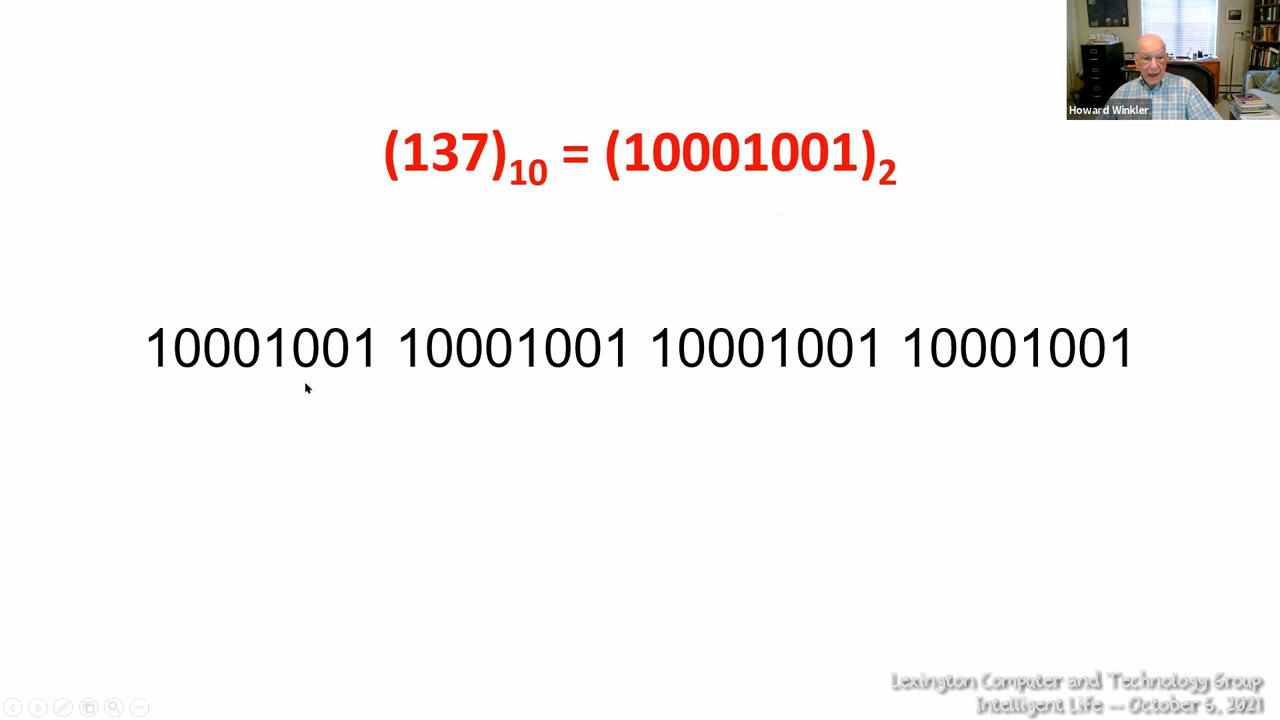 Howard Winkler
(137)₁₀ = (10001001)₂
10001001 10001001 10001001 10001001
Lexington Computer and Technology Group
Intelligent Life -- October 6, 2021